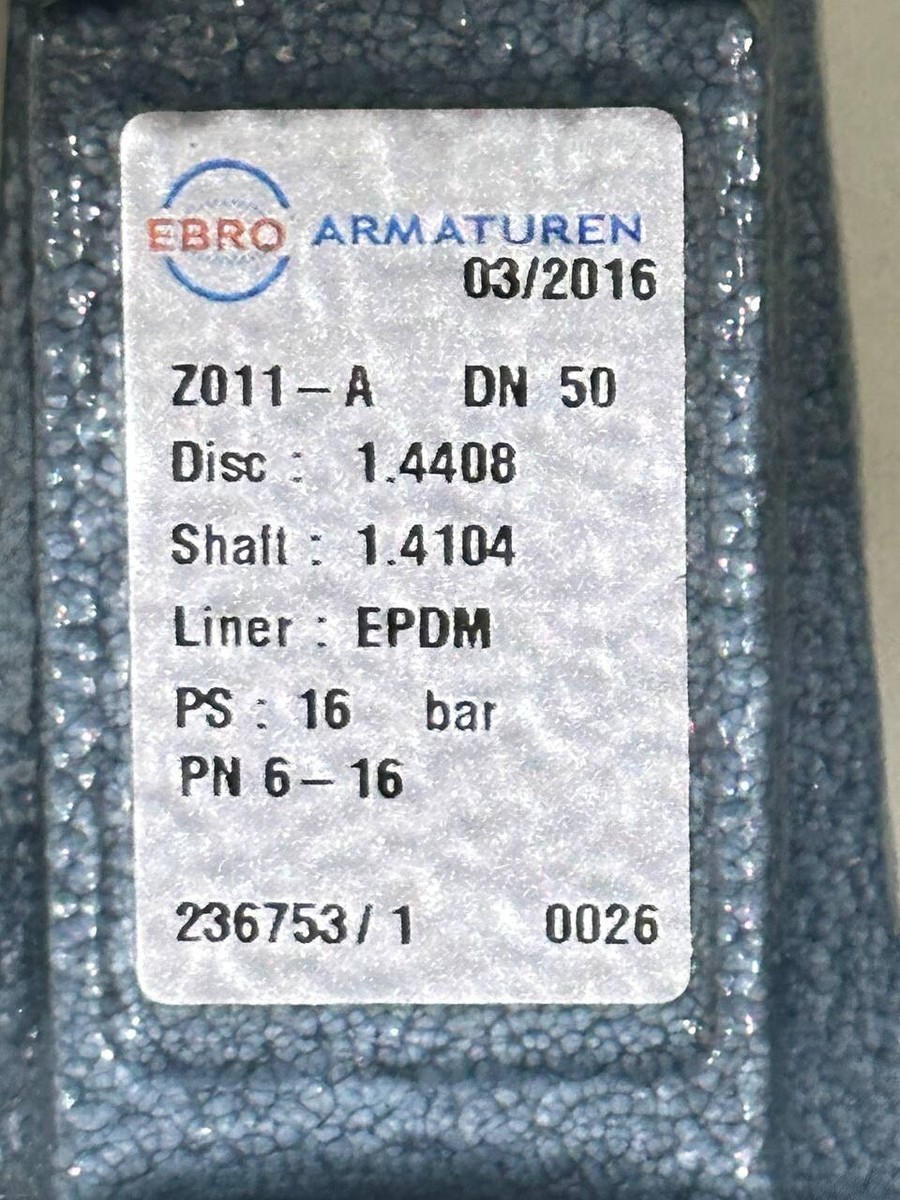 EBRO ARMATUREN
03/2016
Z011-A DN 50
Disc : 1.4408
Shaft : 1.4104
Liner : EPDM
PS : 16 bar
PN 6-16
236753/1 0026